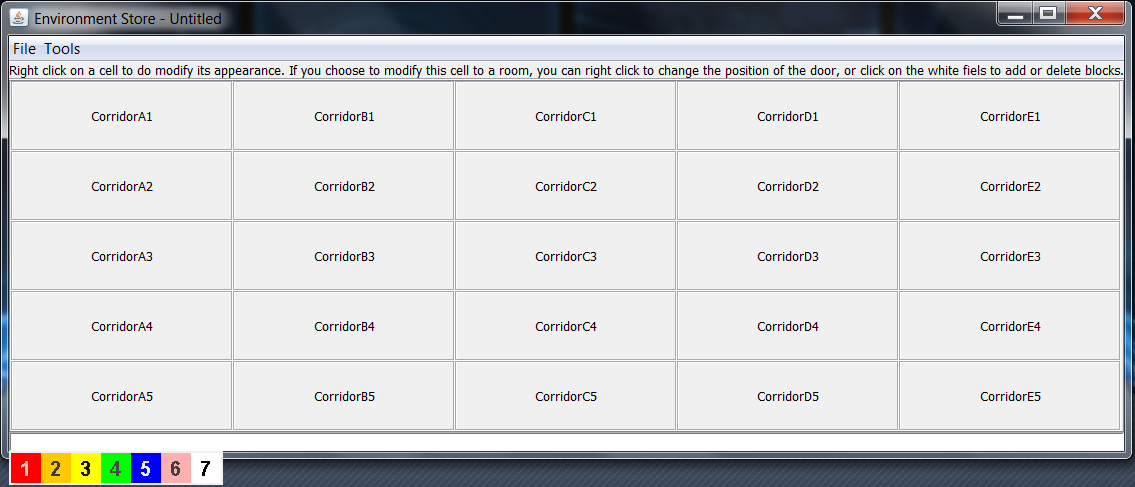 Environment Store - Untitled
File Tools
Right click on a cell to do modify its appearance. If you choose to modify this cell to a room, you can right click to change the position of the door, or click on the white fiels to add or delete blocks.
CorridorA1 CorridorB1 CorridorC1 CorridorD1 CorridorE1
CorridorA2 CorridorB2 CorridorC2 CorridorD2 CorridorE2
CorridorA3 CorridorB3 CorridorC3 CorridorD3 CorridorE3
CorridorA4 CorridorB4 CorridorC4 CorridorD4 CorridorE4
CorridorA5 CorridorB5 CorridorC5 CorridorD5 CorridorE5
1 2 3 4 5 6 7